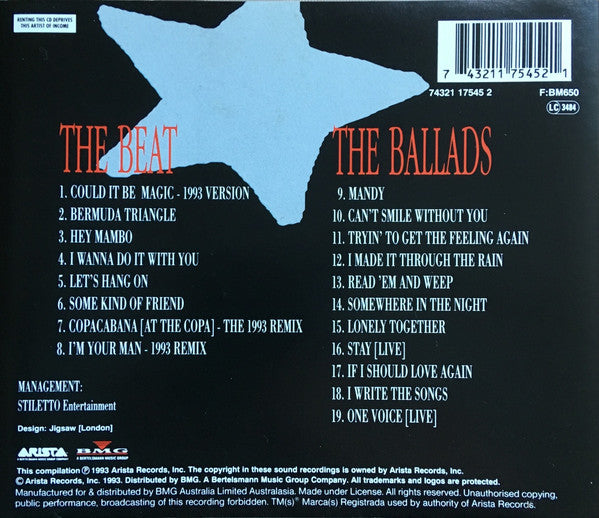 RENTING THIS CD DEPRIVES
THIS ARTIST OF INCOME
7 43211 75452 1
74321 17545 2
F:BM650
LC 3484
THE BEAT
1. COULD IT BE MAGIC - 1993 VERSION
2. BERMUDA TRIANGLE
3. HEY MAMBO
4. I WANNA DO IT WITH YOU
5. LET'S HANG ON
6. SOME KIND OF FRIEND
7. COPACABANA [AT THE COPA] - THE 1993 REMIX
8. I'M YOUR MAN - 1993 REMIX
THE BALLADS
9. MANDY
10. CAN'T SMILE WITHOUT YOU
11. TRYIN' TO GET THE FEELING AGAIN
12. I MADE IT THROUGH THE RAIN
13. READ 'EM AND WEEP
14. SOMEWHERE IN THE NIGHT
15. LONELY TOGETHER
16. STAY [LIVE]
17. IF I SHOULD LOVE AGAIN
18. I WRITE THE SONGS
19. ONE VOICE [LIVE]
MANAGEMENT:
STILETTO Entertainment
Design: Jigsaw [London]
ARISTA
A BERTELSMANN MUSIC GROUP COMPANY
BMG
A BERTELSMANN MUSIC GROUP
This compilation ℗ 1993 Arista Records, Inc. The copyright in these sound recordings is owned by Arista Records, Inc.
© Arista Records, Inc. 1993. Distributed by BMG. A Bertelsmann Music Group Company. All trademarks and logos are protected.
Manufactured for & distributed by BMG Australia Limited Australasia. Made under License. All rights reserved. Unauthorised copying,
public performance, broadcasting of this recording forbidden. TM(s)® Marca(s) Registrada used by authority of Arista Records.